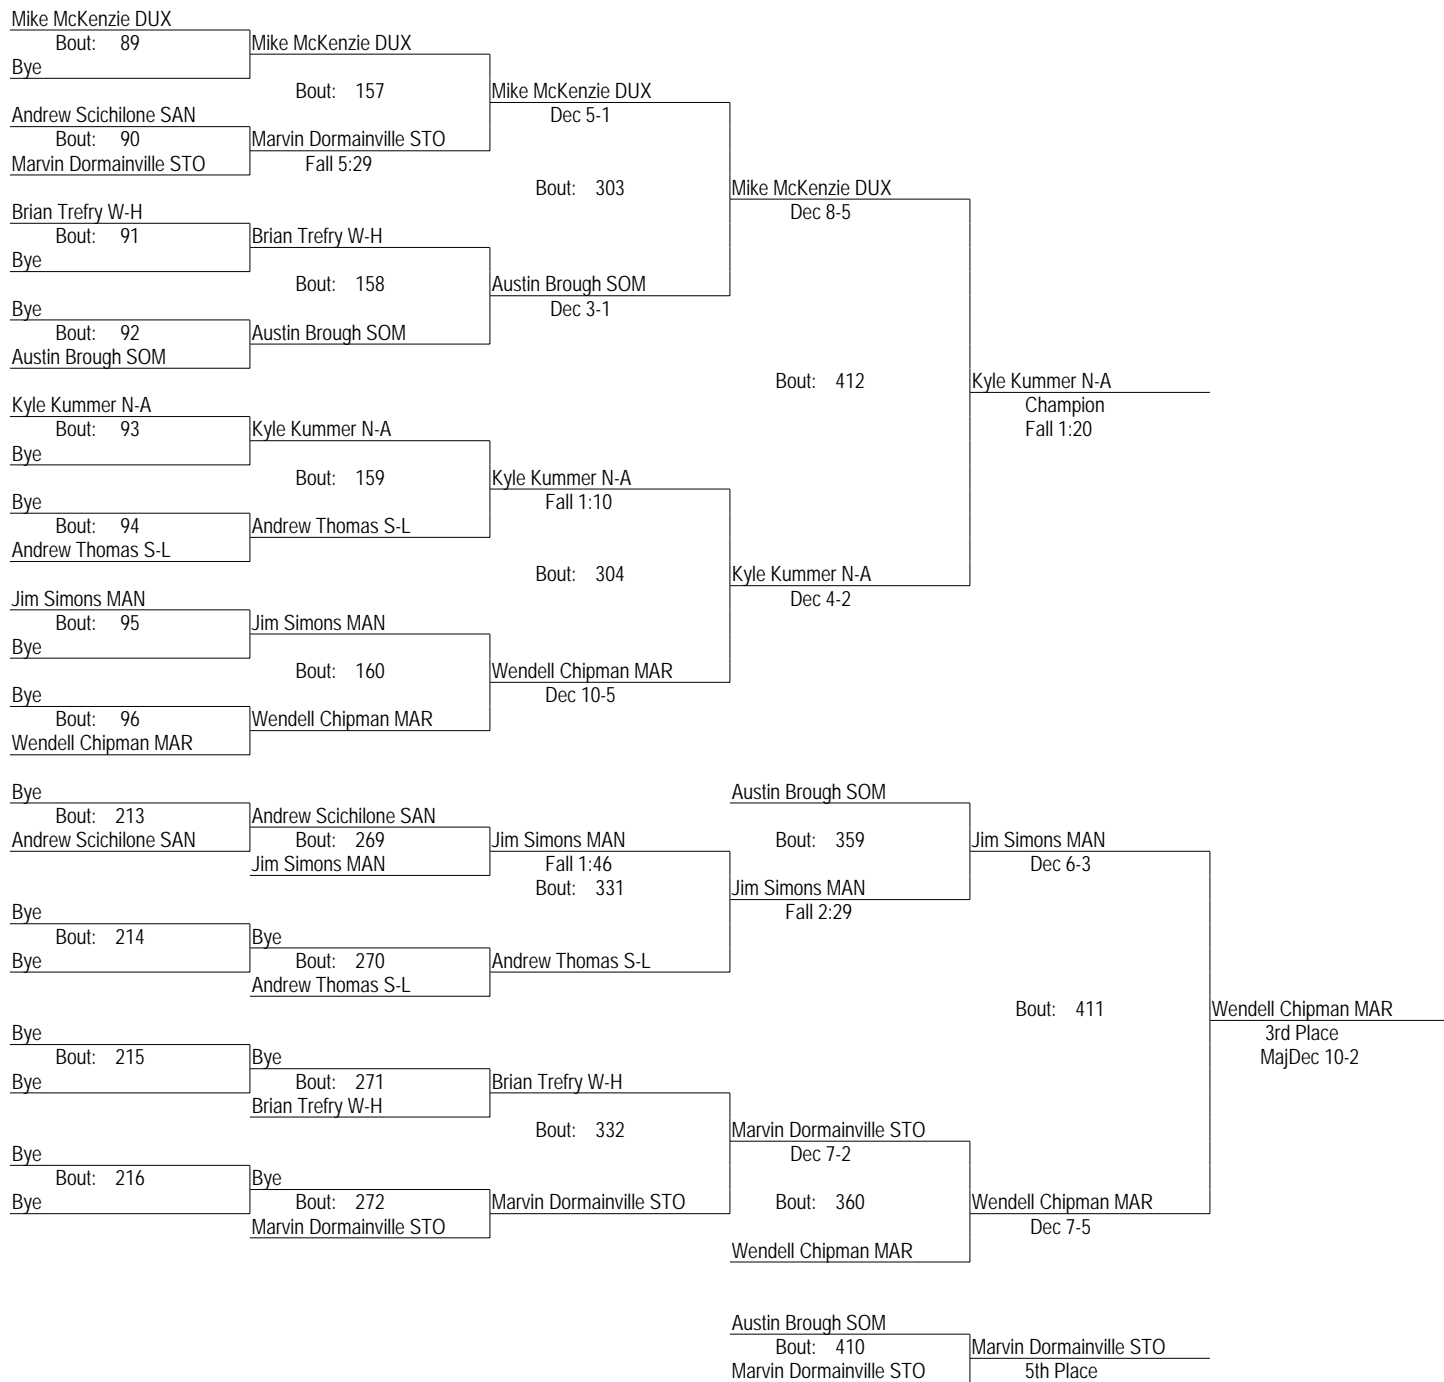 Mike McKenzie DUX
Bout: 89
Bye
Mike McKenzie DUX
Bout: 157
Andrew Scichilone SAN
Bout: 90
Marvin Dormainville STO
Marvin Dormainville STO
Fall 5:29
Mike McKenzie DUX
Dec 5-1
Bout: 303
Brian Trefry W-H
Bout: 91
Bye
Brian Trefry W-H
Bout: 158
Bye
Bout: 92
Austin Brough SOM
Austin Brough SOM
Austin Brough SOM
Dec 3-1
Mike McKenzie DUX
Dec 8-5
Bout: 412
Kyle Kummer N-A
Bout: 93
Bye
Kyle Kummer N-A
Bout: 159
Bye
Bout: 94
Andrew Thomas S-L
Andrew Thomas S-L
Kyle Kummer N-A
Fall 1:10
Bout: 304
Jim Simons MAN
Bout: 95
Bye
Jim Simons MAN
Bout: 160
Bye
Bout: 96
Wendell Chipman MAR
Wendell Chipman MAR
Wendell Chipman MAR
Dec 10-5
Kyle Kummer N-A
Dec 4-2
Kyle Kummer N-A
Champion
Fall 1:20
Bye
Bout: 213
Andrew Scichilone SAN
Andrew Scichilone SAN
Bout: 269
Jim Simons MAN
Jim Simons MAN
Fall 1:46
Bout: 331
Bye
Bout: 214
Bye
Bye
Bout: 270
Andrew Thomas S-L
Andrew Thomas S-L
Austin Brough SOM
Bout: 359
Jim Simons MAN
Fall 2:29
Jim Simons MAN
Dec 6-3
Bout: 411
Bye
Bout: 215
Bye
Bye
Bout: 271
Brian Trefry W-H
Brian Trefry W-H
Bout: 332
Bye
Bout: 216
Bye
Bye
Bout: 272
Marvin Dormainville STO
Marvin Dormainville STO
Marvin Dormainville STO
Dec 7-2
Bout: 360
Wendell Chipman MAR
Wendell Chipman MAR
Dec 7-5
Wendell Chipman MAR
3rd Place
MajDec 10-2
Austin Brough SOM
Bout: 410
Marvin Dormainville STO
Marvin Dormainville STO
5th Place